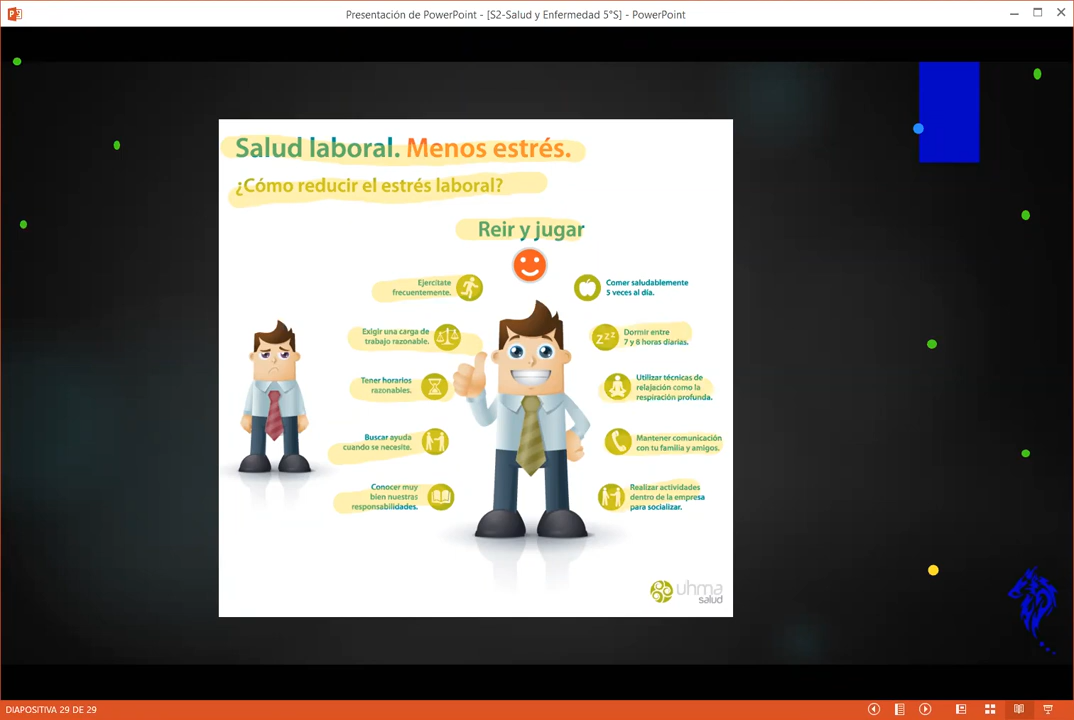 Presentación de PowerPoint - [S2-Salud y Enfermedad 5°S] - PowerPoint
Salud laboral. Menos estrés.
¿Cómo reducir el estrés laboral?
Reir y jugar
Ejercítate
frecuentemente.
Comer saludablemente
5 veces al día.
Exigir una carga de
trabajo razonable.
zzz
Dormir entre
7 y 8 horas diarias.
Tener horarios
razonables.
Utilizar técnicas de
relajación como la
respiración profunda.
Buscar ayuda
cuando se necesite.
Mantener comunicación
con tu familia y amigos.
Conocer muy
bien nuestras
responsabilidades.
Realizar actividades
dentro de la empresa
para socializar.
uhma
salud
DIAPOSITIVA 29 DE 29